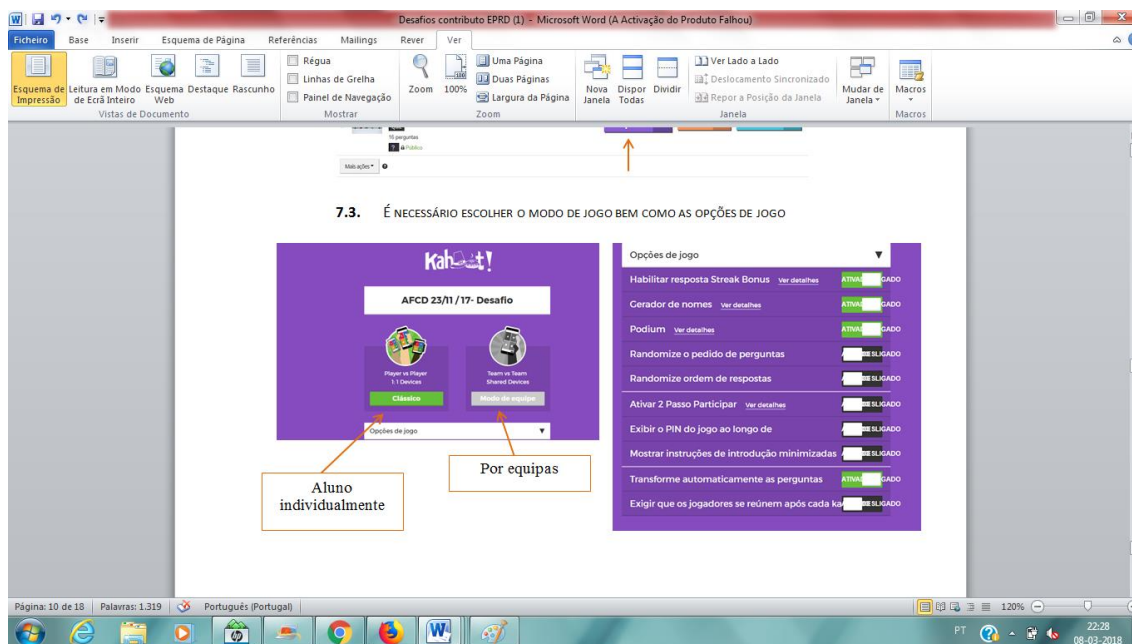 Desafios contributo EPRD (1) - Microsoft Word (A Activação do Produto Falhou)
Ficheiro Base Inserir Esquema de Página Referências Mailings Rever Ver
Esquema de Impressão
Leitura em Modo de Ecrã Inteiro
Esquema Web
Destaque
Rascunho
Vistas de Documento
Régua
Linhas de Grelha
Painel de Navegação
Mostrar
Zoom
100%
Uma Página
Duas Páginas
Largura da Página
Zoom
Nova Janela
Dispor Todas
Dividir
Ver Lado a Lado
Deslocamento Sincronizado
Repor a Posição da Janela
Mudar de Janela
Janela
Macros
Macros
16 perguntas
Público
Mais ações
7.3. É NECESSÁRIO ESCOLHER O MODO DE JOGO BEM COMO AS OPÇÕES DE JOGO
Kahoot!
AFCD 23/11 / 17- Desafio
Player vs Player
1:1 Devices
Clássico
Team vs Team
Shared Devices
Modo de equipe
Opções de jogo
Aluno
individualmente
Por equipas
Opções de jogo
Habilitar resposta Streak Bonus Ver detalhes
Gerador de nomes Ver detalhes
Podium Ver detalhes
Randomize o pedido de perguntas
Randomize ordem de respostas
Ativar 2 Passo Participar Ver detalhes
Exibir o PIN do jogo ao longo de
Mostrar instruções de introdução minimizadas
Transforme automaticamente as perguntas
Exigir que os jogadores se reúnem após cada
Página: 10 de 18 Palavras: 1.319 Português (Portugal) 120%
PT 22:28
08-03-2018